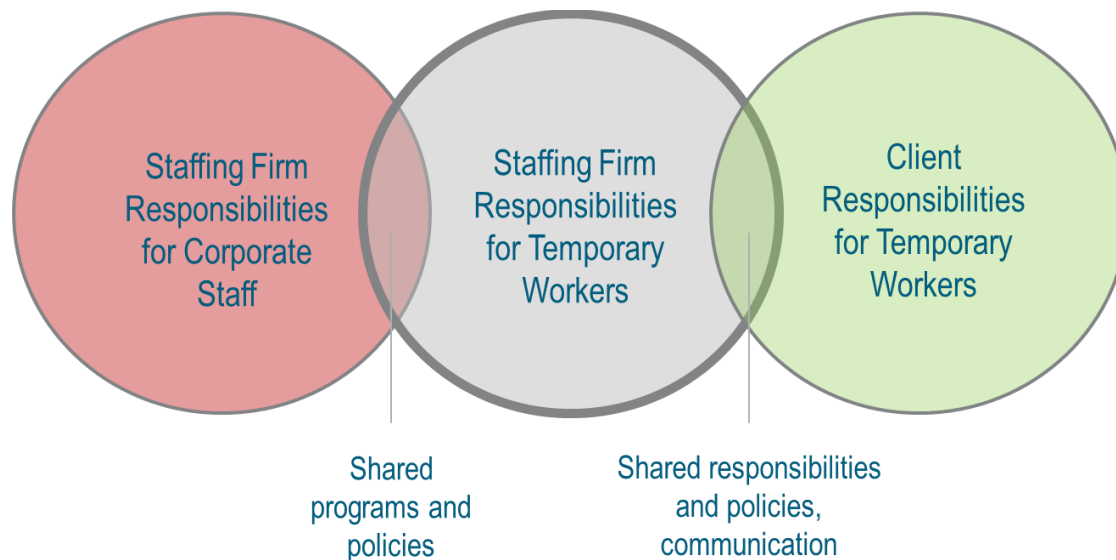 Staffing Firm
Responsibilities
for Corporate
Staff
Staffing Firm
Responsibilities
for Temporary
Workers
Client
Responsibilities
for Temporary
Workers
Shared
programs and
policies
Shared responsibilities
and policies,
communication